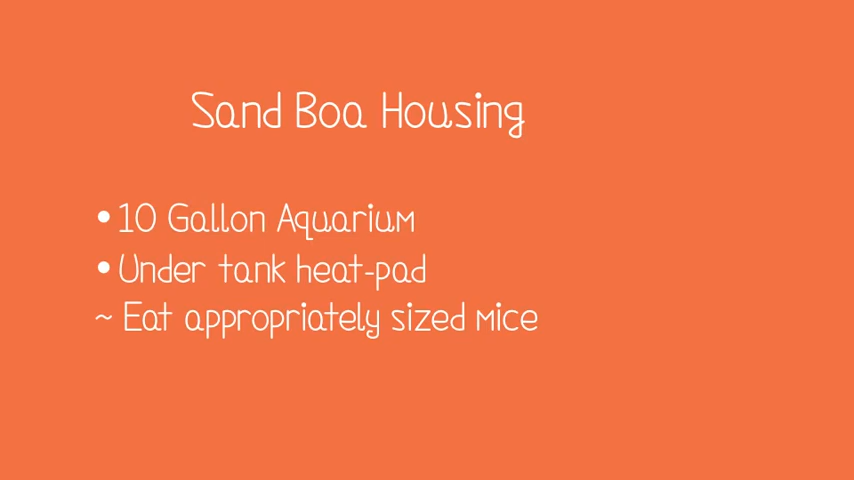 Sand Boa Housing
•10 Gallon Aquarium
•Under tank heat-pad
~ Eat appropriately sized mice